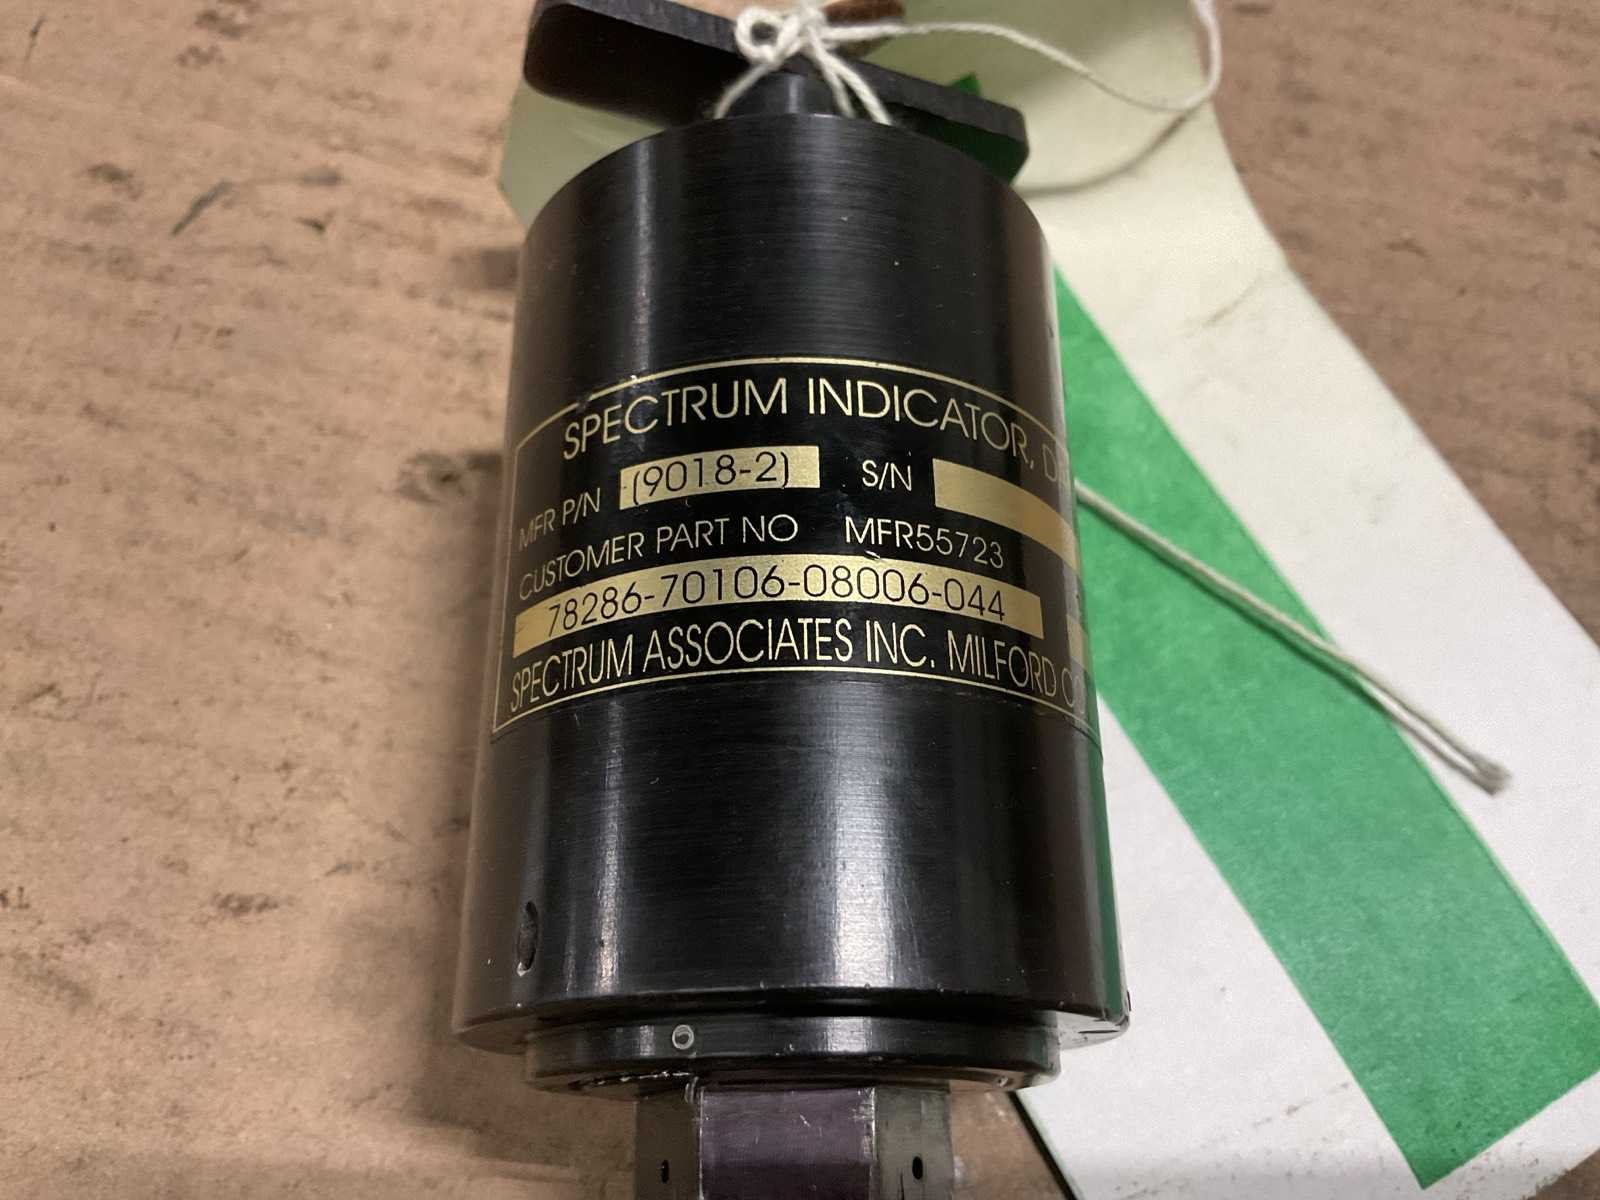 SPECTRUM INDICATOR,
MFR P/N (9018-2) S/N
CUSTOMER PART NO MFR55723
78286-70106-08006-044
SPECTRUM ASSOCIATES INC. MILFORD